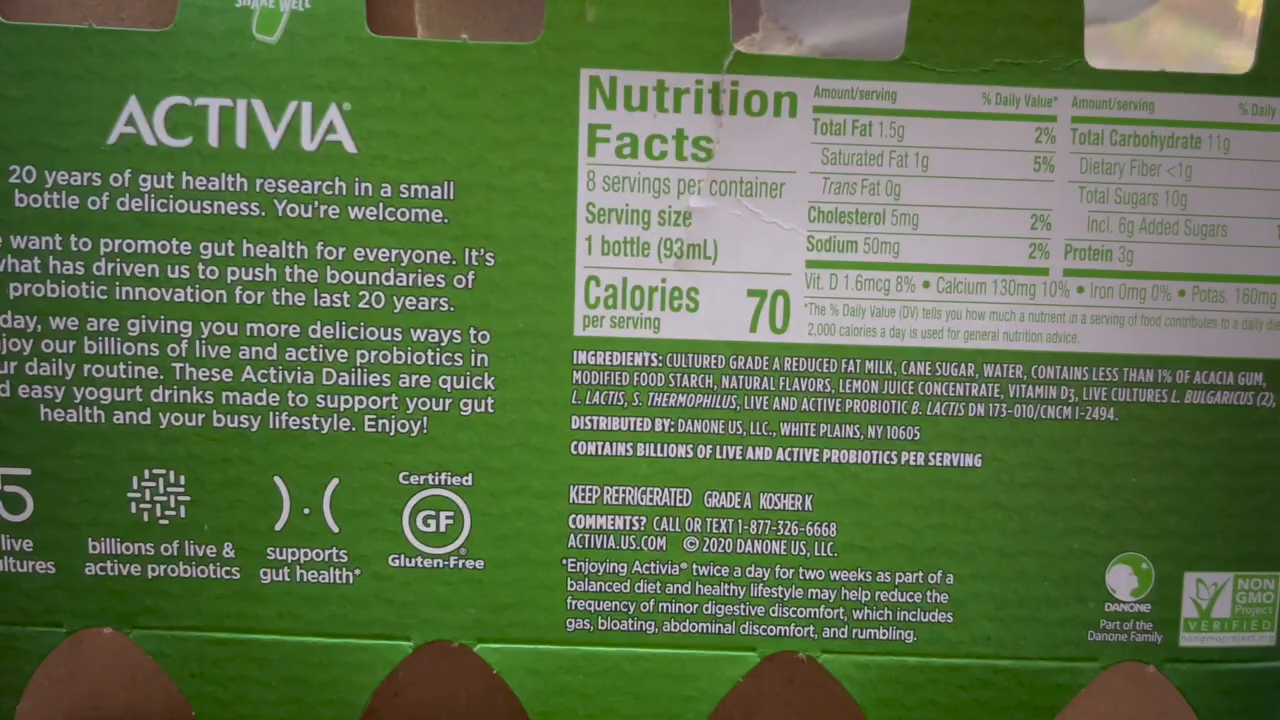 SHAKE WELL
ACTIVIA®
20 years of gut health research in a small
bottle of deliciousness. You're welcome.
want to promote gut health for everyone. It's
what has driven us to push the boundaries of
probiotic innovation for the last 20 years.
day, we are giving you more delicious ways to
joy our billions of live and active probiotics in
ur daily routine. These Activia Dailies are quick
d easy yogurt drinks made to support your gut
health and your busy lifestyle. Enjoy!
5
live
ltures
billions of live &
active probiotics
supports
gut health*
Certified
GF®
Gluten-Free
Nutrition
Facts
8 servings per container
Serving size
1 bottle (93mL)
Calories 70
per serving
Amount/serving % Daily Value*
Total Fat 1.5g 2%
Saturated Fat 1g 5%
Trans Fat 0g
Cholesterol 5mg 2%
Sodium 50mg 2%
Amount/serving % Daily
Total Carbohydrate 11g
Dietary Fiber <1g
Total Sugars 10g
Incl. 6g Added Sugars 1
Protein 3g
Vit. D 1.6mcg 8% • Calcium 130mg 10% • Iron 0mg 0% • Potas. 160mg
*The % Daily Value (DV) tells you how much a nutrient in a serving of food contributes to a daily
2,000 calories a day is used for general nutrition advice.
INGREDIENTS: CULTURED GRADE A REDUCED FAT MILK, CANE SUGAR, WATER, CONTAINS LESS THAN 1% OF ACACIA GUM,
MODIFIED FOOD STARCH, NATURAL FLAVORS, LEMON JUICE CONCENTRATE, VITAMIN D3, LIVE CULTURES L. BULGARICUS (2),
L. LACTIS, S. THERMOPHILUS, LIVE AND ACTIVE PROBIOTIC B. LACTIS DN 173-010/CNCM I-2494.
DISTRIBUTED BY: DANONE US, LLC., WHITE PLAINS, NY 10605
CONTAINS BILLIONS OF LIVE AND ACTIVE PROBIOTICS PER SERVING
KEEP REFRIGERATED GRADE A KOSHER K
COMMENTS? CALL OR TEXT 1-877-326-6668
ACTIVIA.US.COM © 2020 DANONE US, LLC.
*Enjoying Activia® twice a day for two weeks as part of a
balanced diet and healthy lifestyle may help reduce the
frequency of minor digestive discomfort, which includes
gas, bloating, abdominal discomfort, and rumbling.
DANONE
Part of the
Danone Family
NON
GMO
Project
VERIFIED
nongmoproject.org